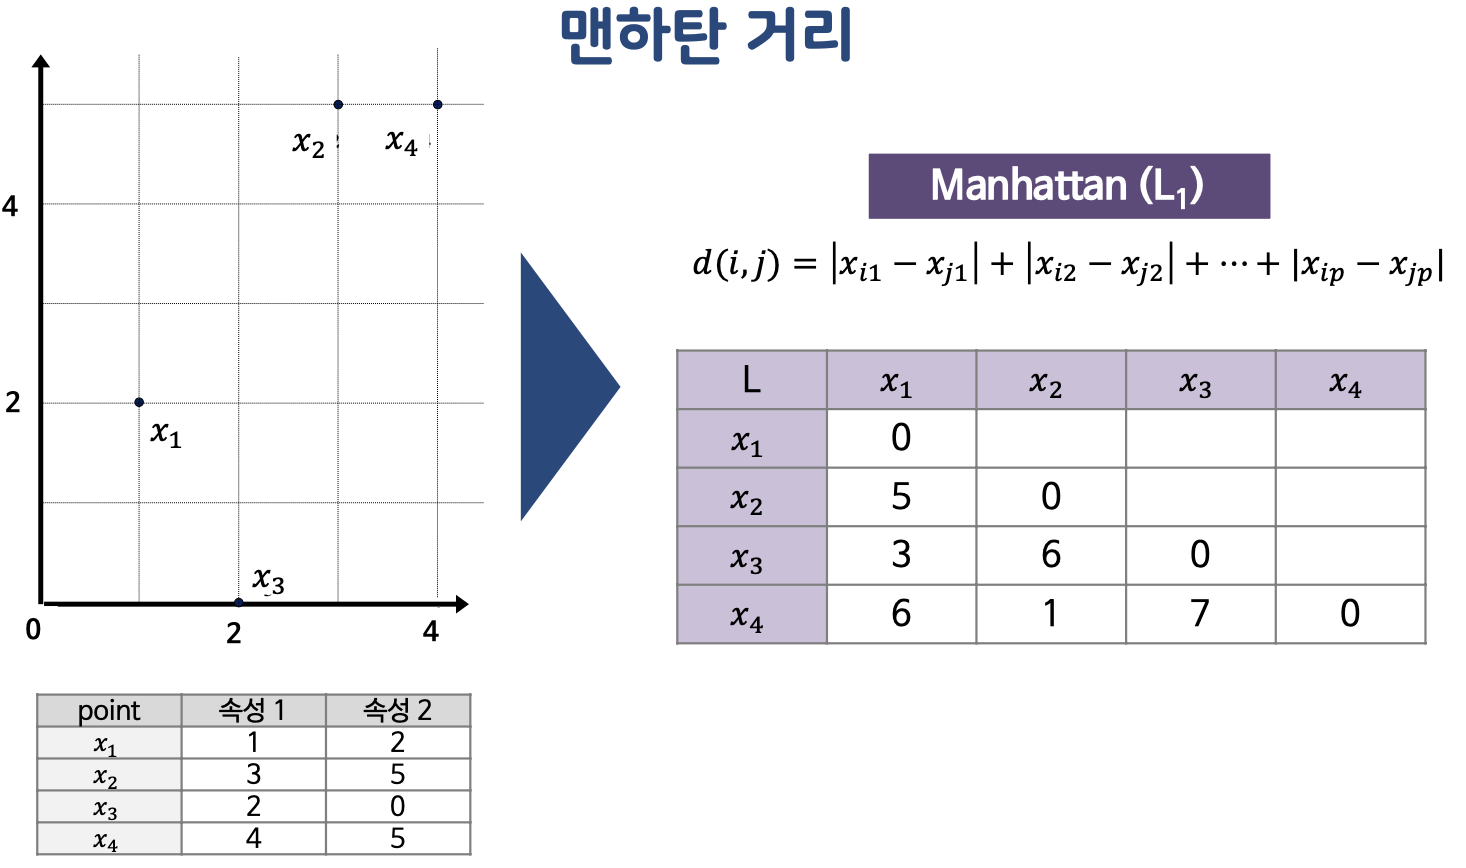 맨하탄 거리
x₂ x₄
4
2
x₁
x₃
0 2 4
point 속성 1 속성 2
x₁ 1 2
x₂ 3 5
x₃ 2 0
x₄ 4 5
Manhattan (L₁)
d(i, j) = |xᵢ₁ − xⱼ₁| + |xᵢ₂ − xⱼ₂| + ⋯ + |xᵢₚ − xⱼₚ|
L x₁ x₂ x₃ x₄
x₁ 0
x₂ 5 0
x₃ 3 6 0
x₄ 6 1 7 0